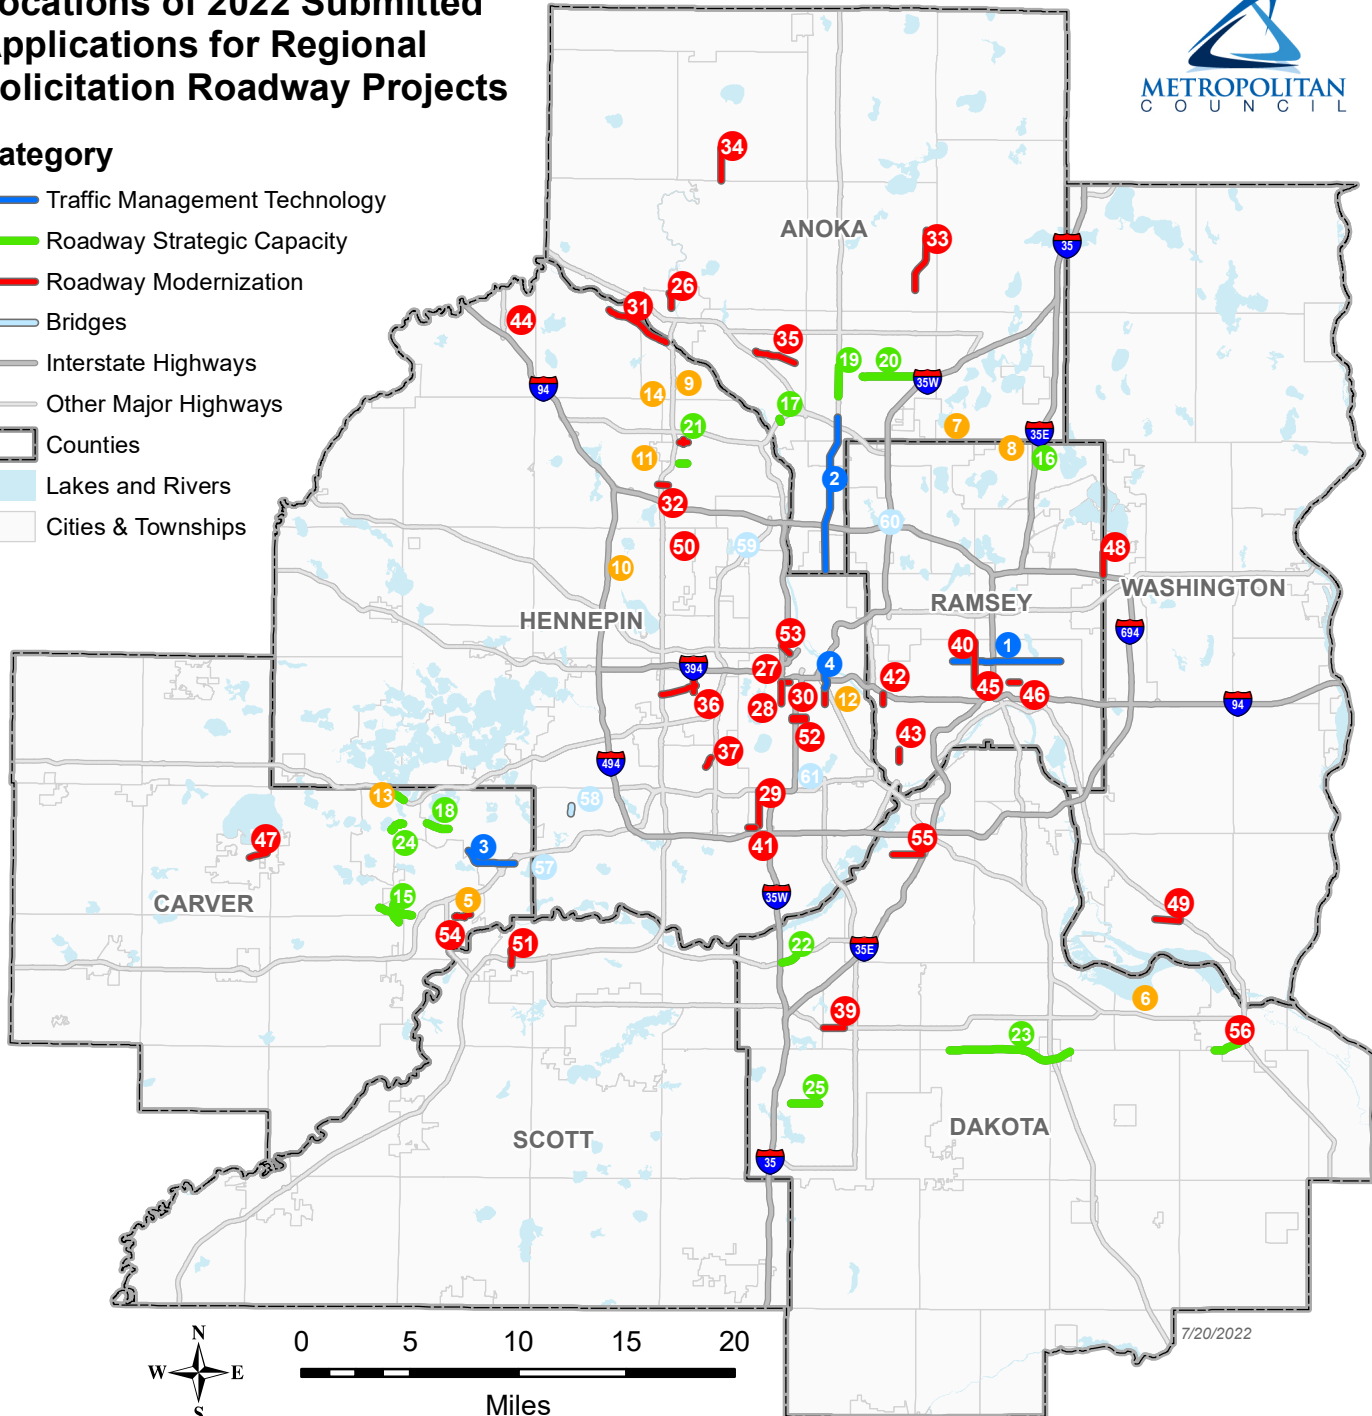 ocations of 2022 Submitted
pplications for Regional
olicitation Roadway Projects
METROPOLITAN
COUNCIL
ategory
Traffic Management Technology
Roadway Strategic Capacity
Roadway Modernization
Bridges
Interstate Highways
Other Major Highways
Counties
Lakes and Rivers
Cities & Townships
34
ANOKA
33
35
26
31
44
35
19
20
94
14
9
35W
17
21
7
35E
8
16
11
2
32
60
50
59
48
10
WASHINGTON
RAMSEY
HENNEPIN
53
694
40
1
394
27
4
42
45
46
36
28
30
12
94
52
43
37
494
61
13
58
29
18
47
24
3
41
55
57
15
35W
5
CARVER
49
54
51
22
35E
6
39
56
23
25
DAKOTA
SCOTT
35
7/20/2022
N
W
E
S
0 5 10 15 20
Miles